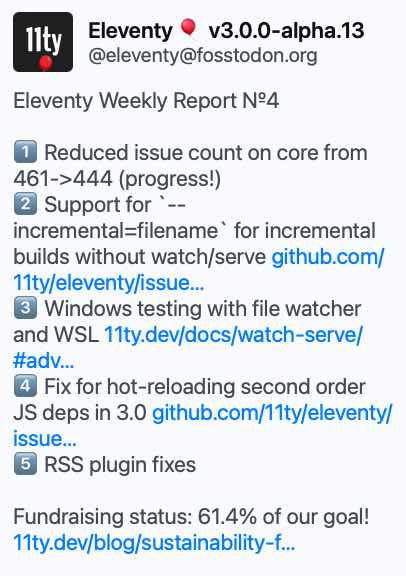 11ty
Eleventy🎈 v3.0.0-alpha.13
@eleventy@fosstodon.org
Eleventy Weekly Report Nº4
1️⃣ Reduced issue count on core from
461->444 (progress!)
2️⃣ Support for `--
incremental=filename` for incremental
builds without watch/serve github.com/
11ty/eleventy/issue...
3️⃣ Windows testing with file watcher
and WSL 11ty.dev/docs/watch-serve/
#adv...
4️⃣ Fix for hot-reloading second order
JS deps in 3.0 github.com/11ty/eleventy/
issue...
5️⃣ RSS plugin fixes
Fundraising status: 61.4% of our goal!
11ty.dev/blog/sustainability-f...